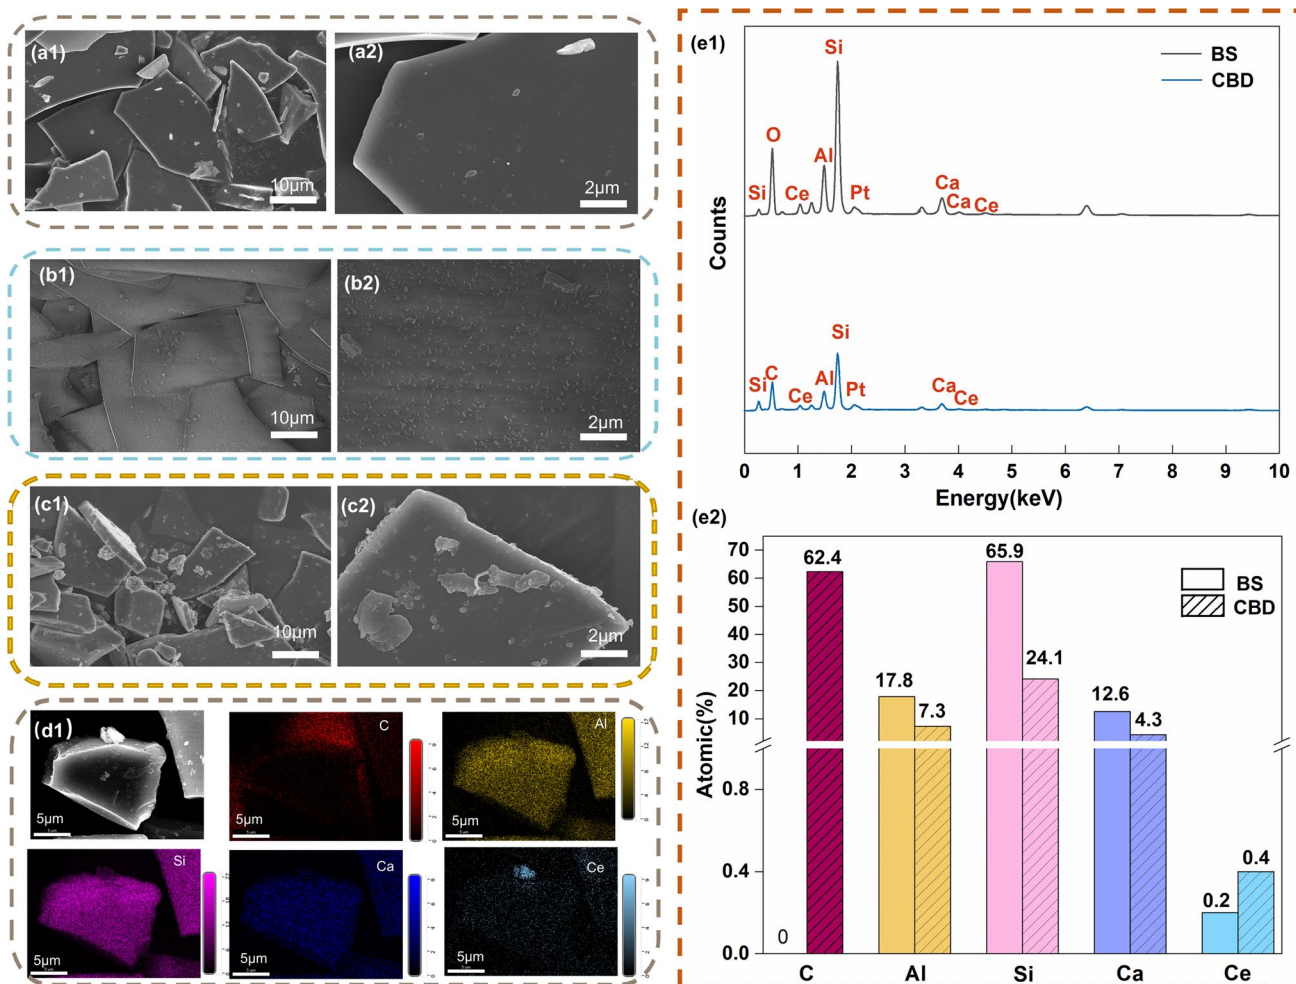 (a1)
10μm
(a2)
2μm
(b1)
10μm
(b2)
2μm
(c1)
10μm
(c2)
2μm
(d1)
5μm
C
5μm
Al
5μm
Si
5μm
Ca
5μm
Ce
5μm
(e1)
BS
CBD
Si
O
Al
Si
Ce
Pt
Ca
Ca
Ce
Si
Si
C
Al
Ce
Pt
Ca
Ce
Counts
0 1 2 3 4 5 6 7 8 9 10
Energy(keV)
(e2)
BS
CBD
Atomic(%)
70
60
50
40
30
20
10
0.8
0.4
0.0
0
62.4
17.8
7.3
65.9
24.1
12.6
4.3
0.2
0.4
C Al Si Ca Ce